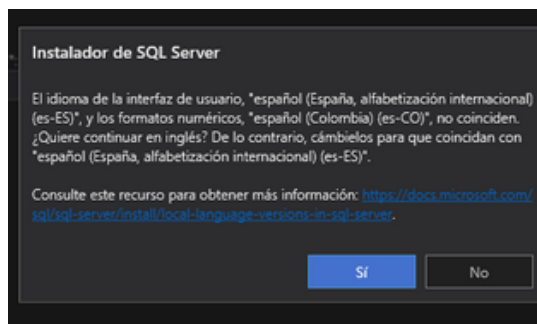 Instalador de SQL Server
El idioma de la interfaz de usuario, "español (España, alfabetización internacional)
(es-ES)", y los formatos numéricos, "español (Colombia) (es-CO)", no coinciden.
¿Quiere continuar en inglés? De lo contrario, cámbielos para que coincidan con
"español (España, alfabetización internacional) (es-ES)".
Consulte este recurso para obtener más información: https://docs.microsoft.com/
sql/sql-server/install/local-language-versions-in-sql-server.
Sí
No